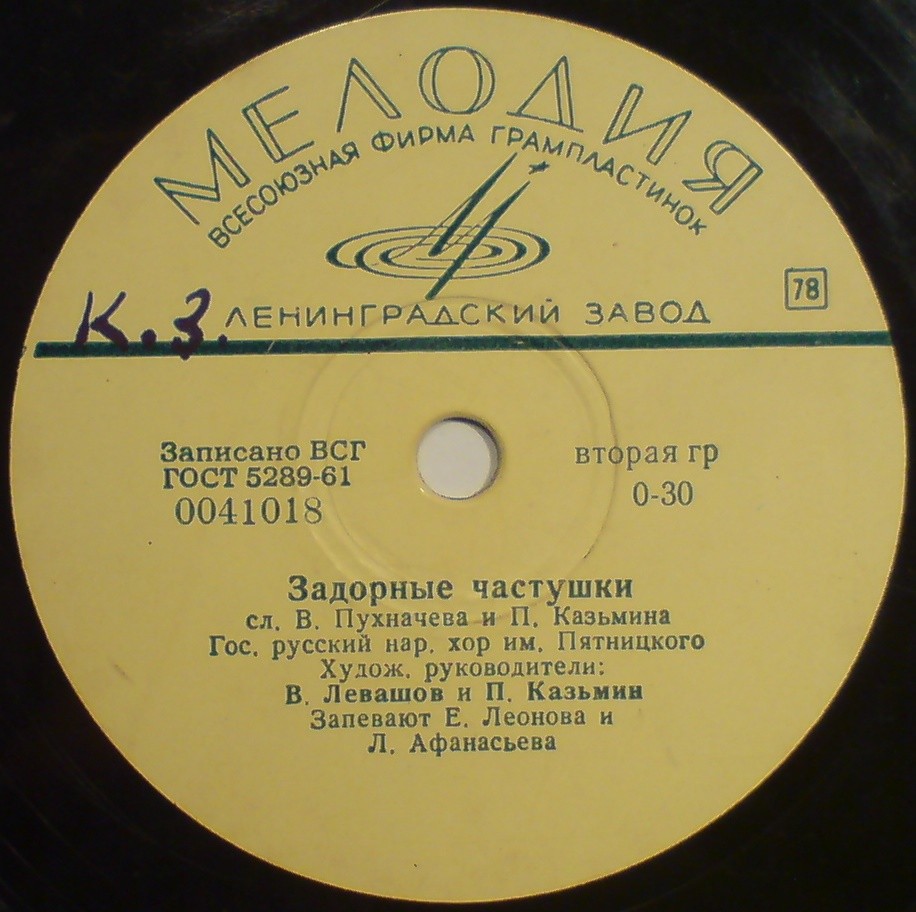 МЕЛОДИЯ
ВСЕСОЮЗНАЯ ФИРМА ГРАМПЛАСТИНОК
78
К.З.
ЛЕНИНГРАДСКИЙ ЗАВОД
Записано ВСГ
ГОСТ 5289-61
0041018
вторая гр
0-30
Задорные частушки
сл. В. Пухначева и П. Казьмина
Гос. русский нар. хор им. Пятницкого
Худож. руководители:
В. Левашов и П. Казьмин
Запевают Е. Леонова и
Л. Афанасьева